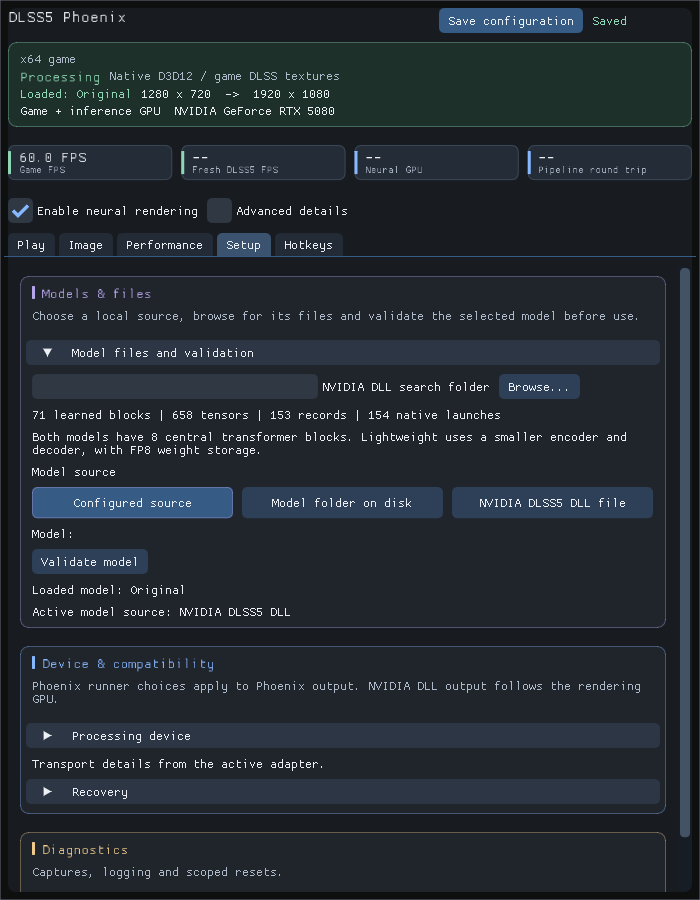 DLSS5 Phoenix
Save configuration
Saved
x64 game
Processing Native D3D12 / game DLSS textures
Loaded: Original 1280 x 720 -> 1920 x 1080
Game + inference GPU NVIDIA GeForce RTX 5080
60.0 FPS
Game FPS
--
Fresh DLSS5 FPS
--
Neural GPU
--
Pipeline round trip
Enable neural rendering
Advanced details
Play
Image
Performance
Setup
Hotkeys
Models & files
Choose a local source, browse for its files and validate the selected model before use.
Model files and validation
NVIDIA DLL search folder
Browse...
71 learned blocks | 658 tensors | 153 records | 154 native launches
Both models have 8 central transformer blocks. Lightweight uses a smaller encoder and
decoder, with FP8 weight storage.
Model source
Configured source
Model folder on disk
NVIDIA DLSS5 DLL file
Model:
Validate model
Loaded model: Original
Active model source: NVIDIA DLSS5 DLL
Device & compatibility
Phoenix runner choices apply to Phoenix output. NVIDIA DLL output follows the rendering
GPU.
Processing device
Transport details from the active adapter.
Recovery
Diagnostics
Captures, logging and scoped resets.